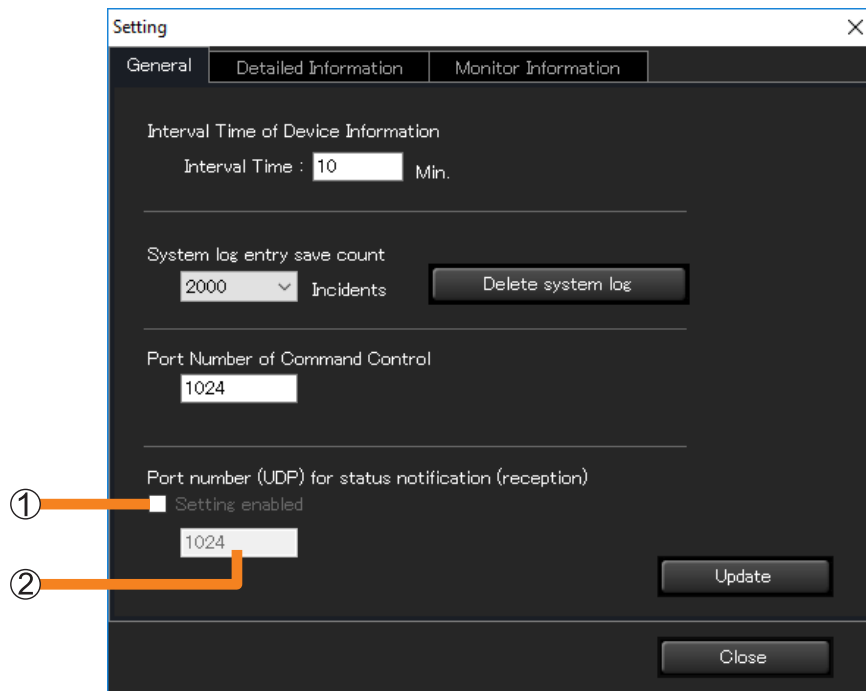 Setting
General Detailed Information Monitor Information
Interval Time of Device Information
Interval Time : 10 Min.
System log entry save count
2000 Incidents Delete system log
Port Number of Command Control
1024
Port number (UDP) for status notification (reception)
① Setting enabled
1024
②
Update
Close